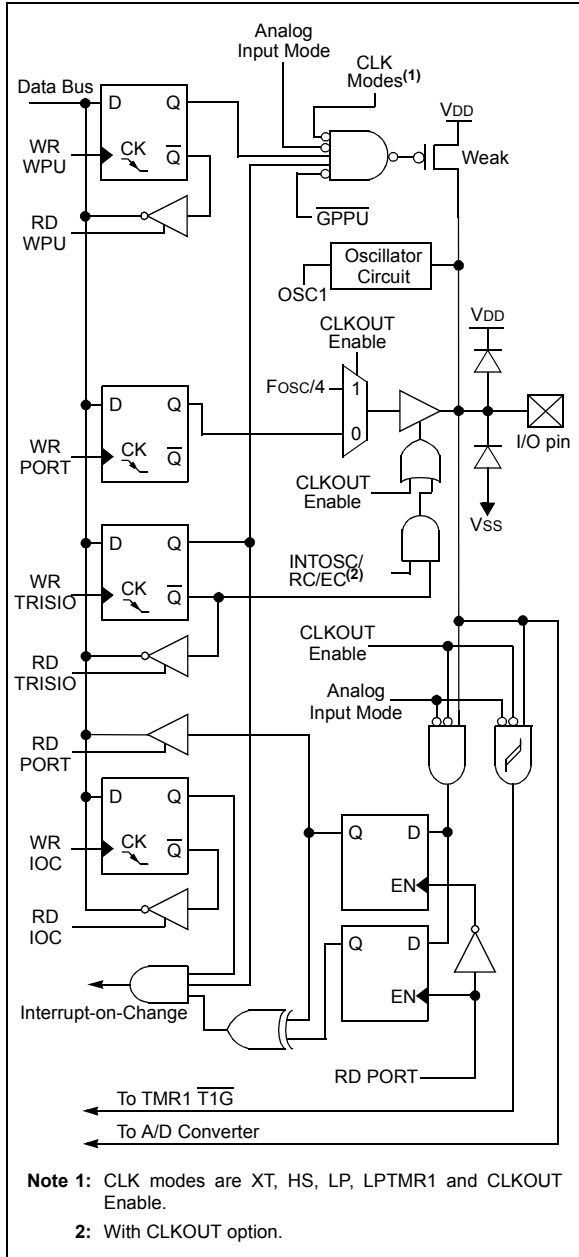 Analog
Input Mode
CLK
Modes(1)
Data Bus
D Q
VDD
WR
WPU
CK
Q
Weak
RD
WPU
GPPU
Oscillator
Circuit
OSC1
CLKOUT
Enable
VDD
FOSC/4
1
D Q
0
WR
PORT
CK
Q
I/O pin
CLKOUT
Enable
VSS
D Q
INTOSC/
RC/EC(2)
WR
TRISIO
CK
Q
CLKOUT
Enable
RD
TRISIO
Analog
Input Mode
RD
PORT
D Q
Q D
WR
IOC
CK
Q
EN
RD
IOC
Q D
EN
Interrupt-on-Change
RD PORT
To TMR1 T1G
To A/D Converter
Note 1: CLK modes are XT, HS, LP, LPTMR1 and CLKOUT
Enable.
2: With CLKOUT option.